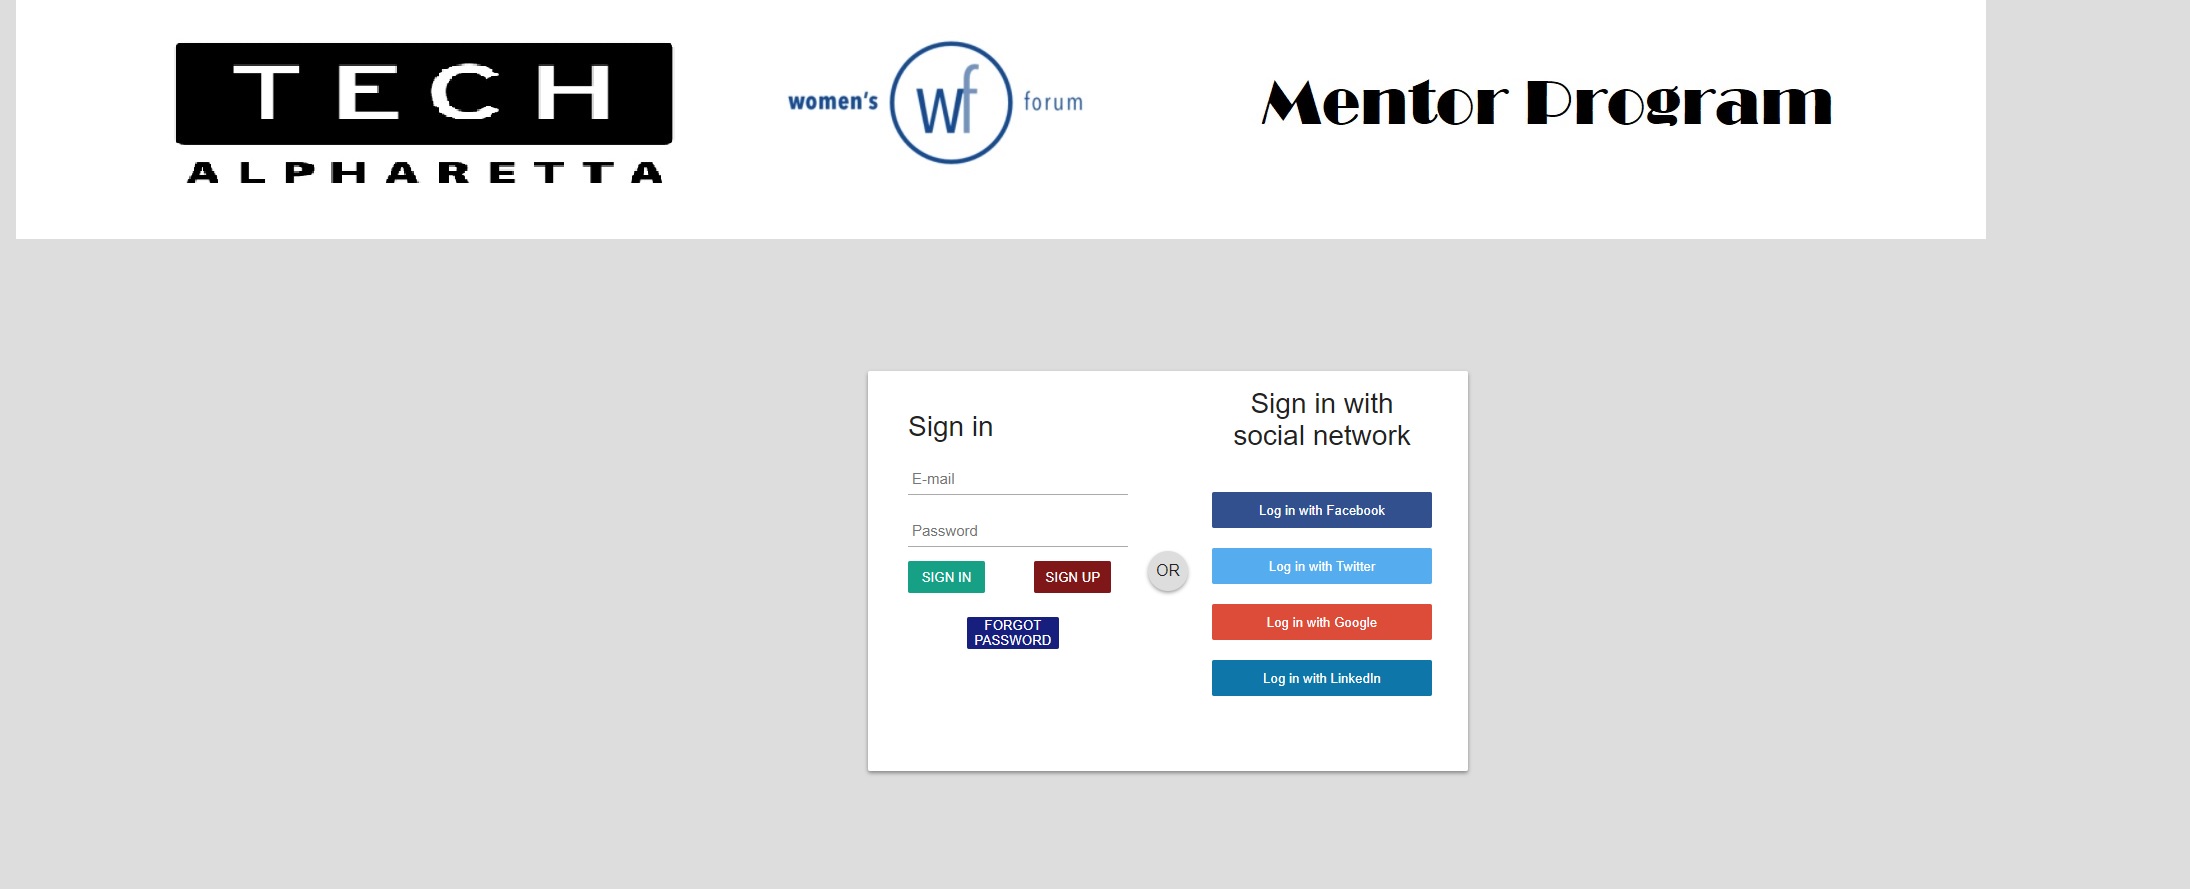 TECH
ALPHARETTA
women's wf forum
Mentor Program
Sign in
E-mail
Password
SIGN IN
SIGN UP
FORGOT
PASSWORD
OR
Sign in with
social network
Log in with Facebook
Log in with Twitter
Log in with Google
Log in with LinkedIn